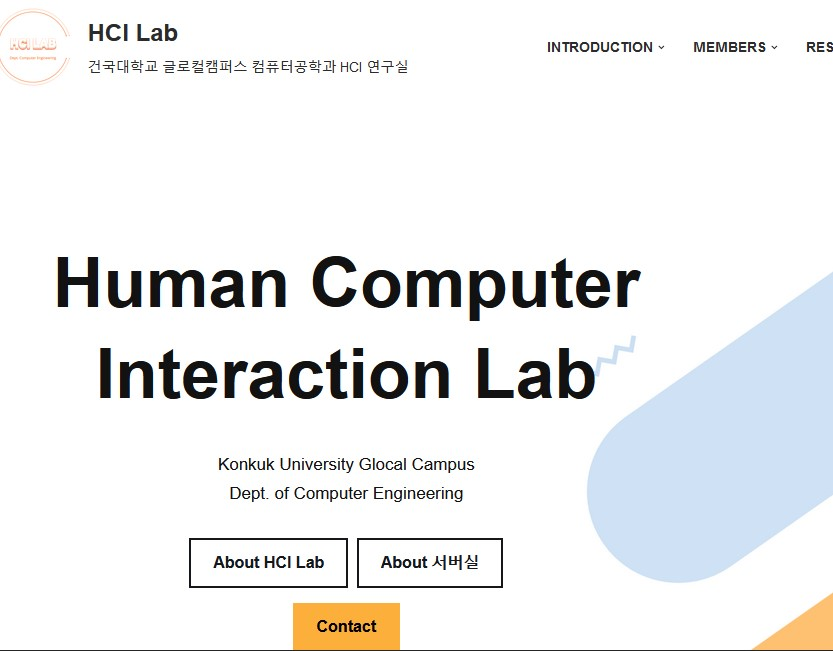 HCI LAB
HCI Lab
건국대학교 글로컬캠퍼스 컴퓨터공학과 HCI 연구실
INTRODUCTION
MEMBERS
RES
Human Computer
Interaction Lab
Konkuk University Glocal Campus
Dept. of Computer Engineering
About HCI Lab
About 서버실
Contact